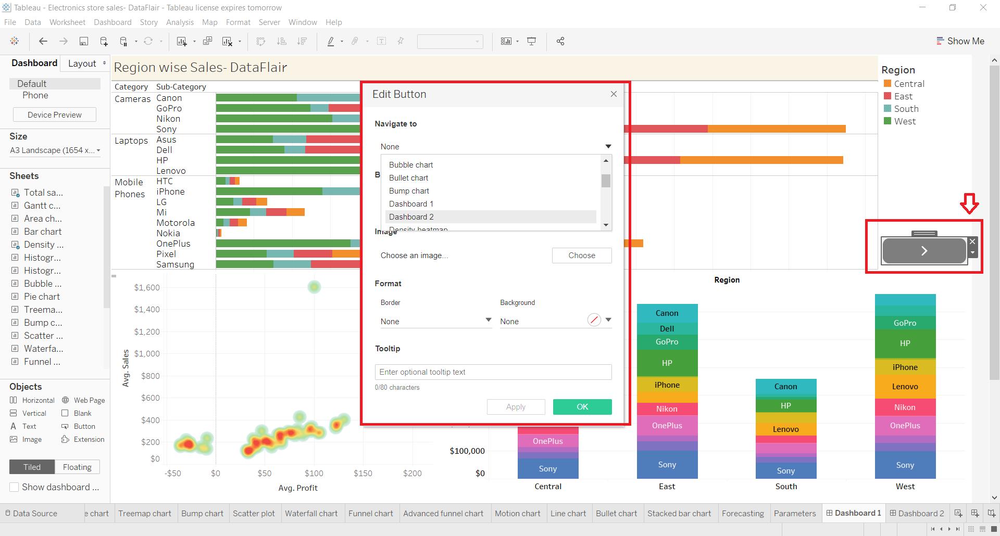 Tableau - Electronics store sales- DataFlair - Tableau license expires tomorrow
File Data Worksheet Dashboard Story Analysis Map Format Server Window Help
Show Me
Dashboard Layout
Default
Phone
Device Preview
Size
A3 Landscape (1654 x...
Sheets
Total sa...
Gantt c...
Area ch...
Bar chart
Density ...
Histogr...
Histogr...
Bubble ...
Pie chart
Treema...
Bump c...
Scatter ...
Waterfa...
Funnel ...
Objects
Horizontal Web Page
Vertical Blank
Text Button
Image Extension
Tiled Floating
Show dashboard ...
Region wise Sales- DataFlair
Category Sub-Category
Cameras Canon
GoPro
Nikon
Sony
Laptops Asus
Dell
HP
Lenovo
Mobile Phones HTC
iPhone
LG
Mi
Motorola
Nokia
OnePlus
Pixel
Samsung
Region
Central
East
South
West
Edit Button
Navigate to
None
Bubble chart
Bullet chart
Bump chart
Dashboard 1
Dashboard 2
Density heatmap
B
Image
Choose an image... Choose
Format
Border Background
None None
Tooltip
Enter optional tooltip text
0/80 characters
Apply OK
Avg. Sales
$1,600
$1,400
$1,200
$1,000
$800
$600
$400
$200
$0
-$50 $0 $50 $100 $150 $200
Avg. Profit
Region
$100,000
$0
OnePlus
Sony
Central
Canon
Dell
GoPro
HP
iPhone
Nikon
OnePlus
Sony
East
Canon
HP
Lenovo
Sony
South
GoPro
HP
iPhone
Lenovo
Nikon
OnePlus
Sony
West
Data Source e chart Treemap chart Bump chart Scatter plot Waterfall chart Funnel chart Advanced funnel chart Motion chart Line chart Bullet chart Stacked bar chart Forecasting Parameters Dashboard 1 Dashboard 2